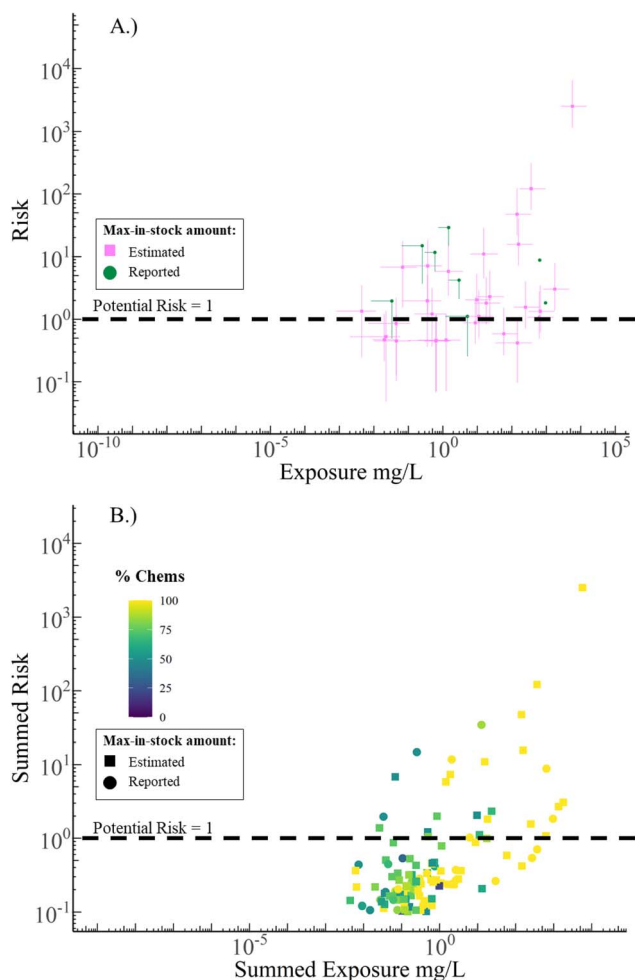 A.)
10^4
10^3
10^2
10^1
10^0
10^-1
Risk
Max-in-stock amount:
Estimated
Reported
Potential Risk = 1
10^-10
10^-5
10^0
10^5
Exposure mg/L
B.)
10^4
10^3
10^2
10^1
10^0
10^-1
Summed Risk
% Chems
100
75
50
25
0
Max-in-stock amount:
Estimated
Reported
Potential Risk = 1
10^-5
10^0
Summed Exposure mg/L